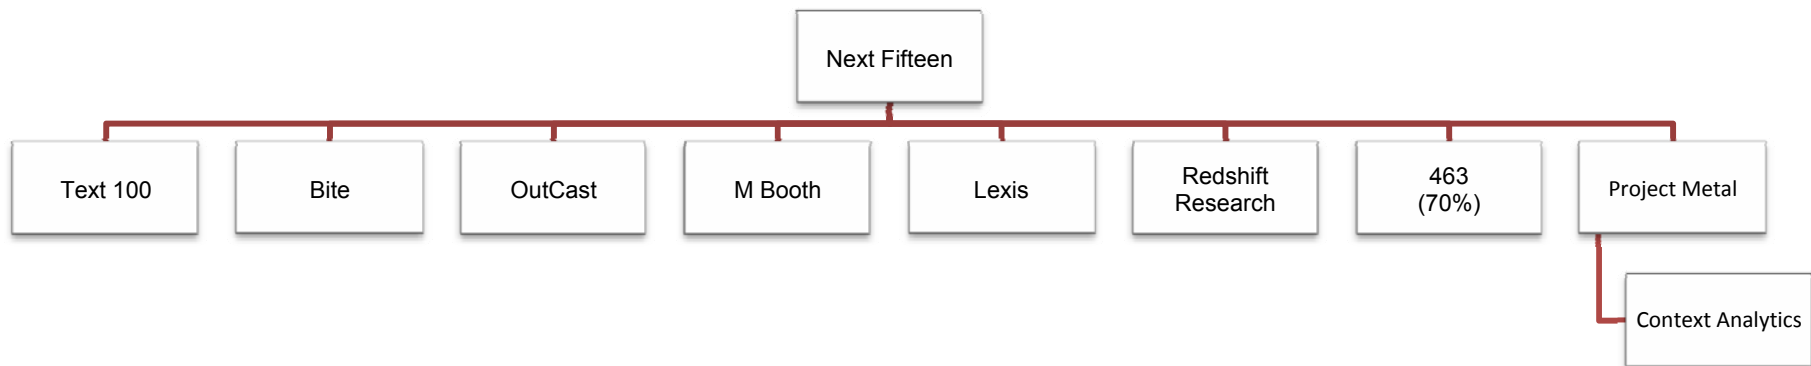 Next Fifteen
Text 100
Bite
OutCast
M Booth
Lexis
Redshift
Research
463
(70%)
Project Metal
Context Analytics